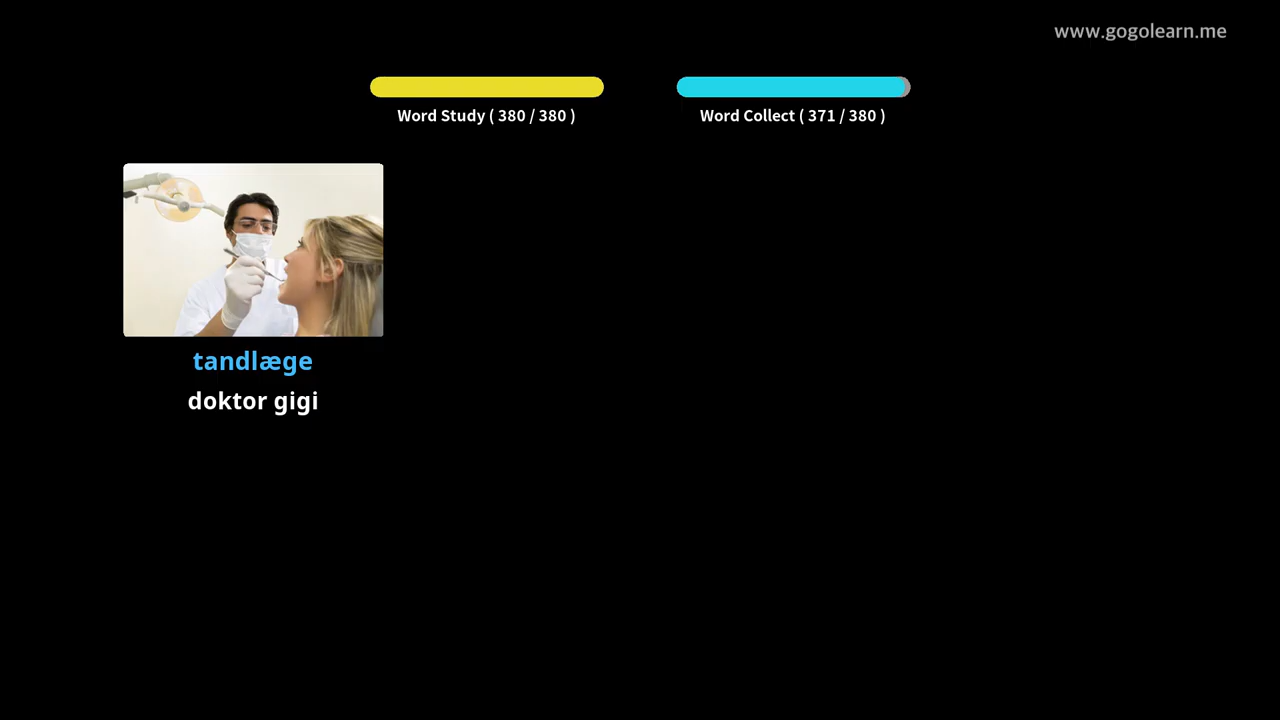 www.gogolearn.me
Word Study ( 380 / 380 )
Word Collect ( 371 / 380 )
tandlæge
doktor gigi